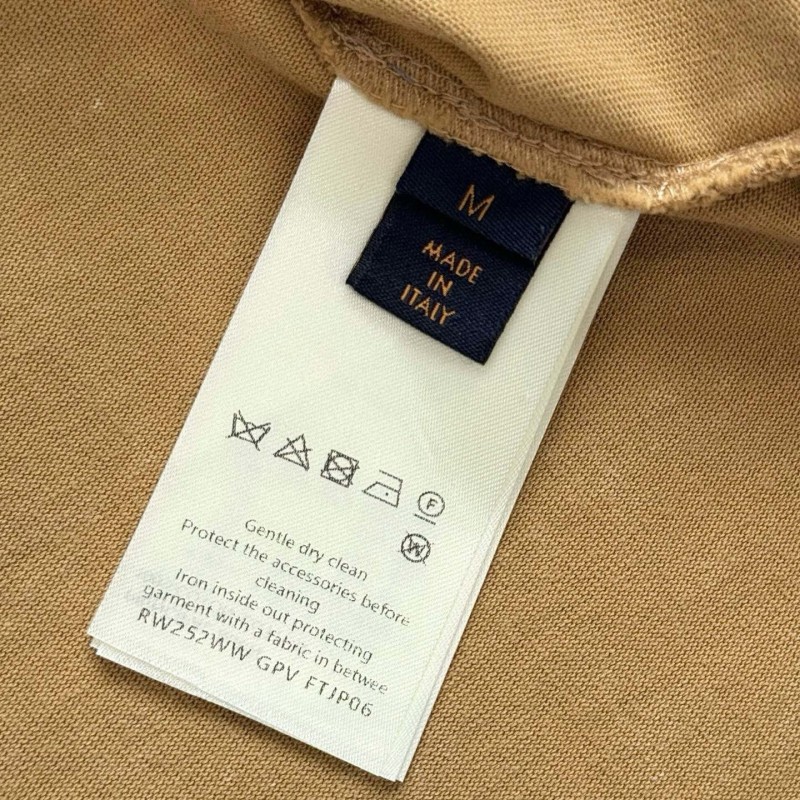 M
MADE
IN
ITALY
F
W
Gentle dry clean
Protect the accessories before
cleaning
Iron inside out protecting
garment with a fabric in betwee
RW252WW GPV FTJP06